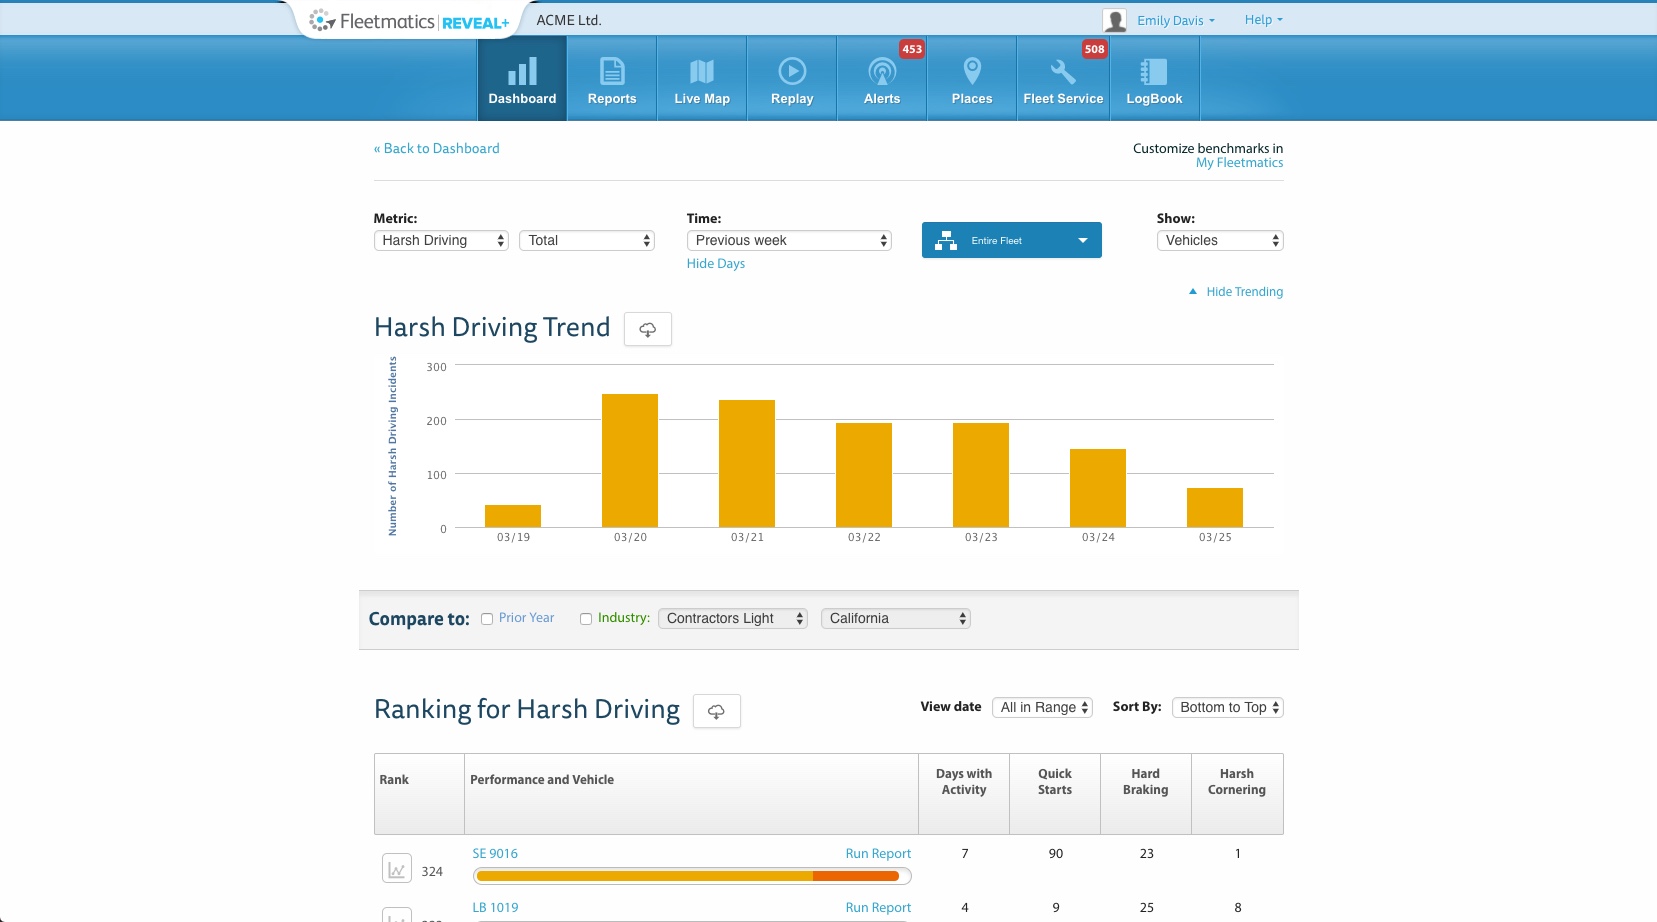 Fleetmatics REVEAL+
ACME Ltd.
Emily Davis
Help
453
508
Dashboard
Reports
Live Map
Replay
Alerts
Places
Fleet Service
LogBook
« Back to Dashboard
Customize benchmarks in
My Fleetmatics
Metric:
Time:
Show:
Harsh Driving
Total
Previous week
Entire Fleet
Vehicles
Hide Days
Hide Trending
Harsh Driving Trend
Number of Harsh Driving Incidents
300
200
100
0
03/19
03/20
03/21
03/22
03/23
03/24
03/25
Compare to:
Prior Year
Industry:
Contractors Light
California
Ranking for Harsh Driving
View date
All in Range
Sort By:
Bottom to Top
Rank
Performance and Vehicle
Days with
Activity
Quick
Starts
Hard
Braking
Harsh
Cornering
324
SE 9016
Run Report
7
90
23
1
LB 1019
Run Report
4
9
25
8